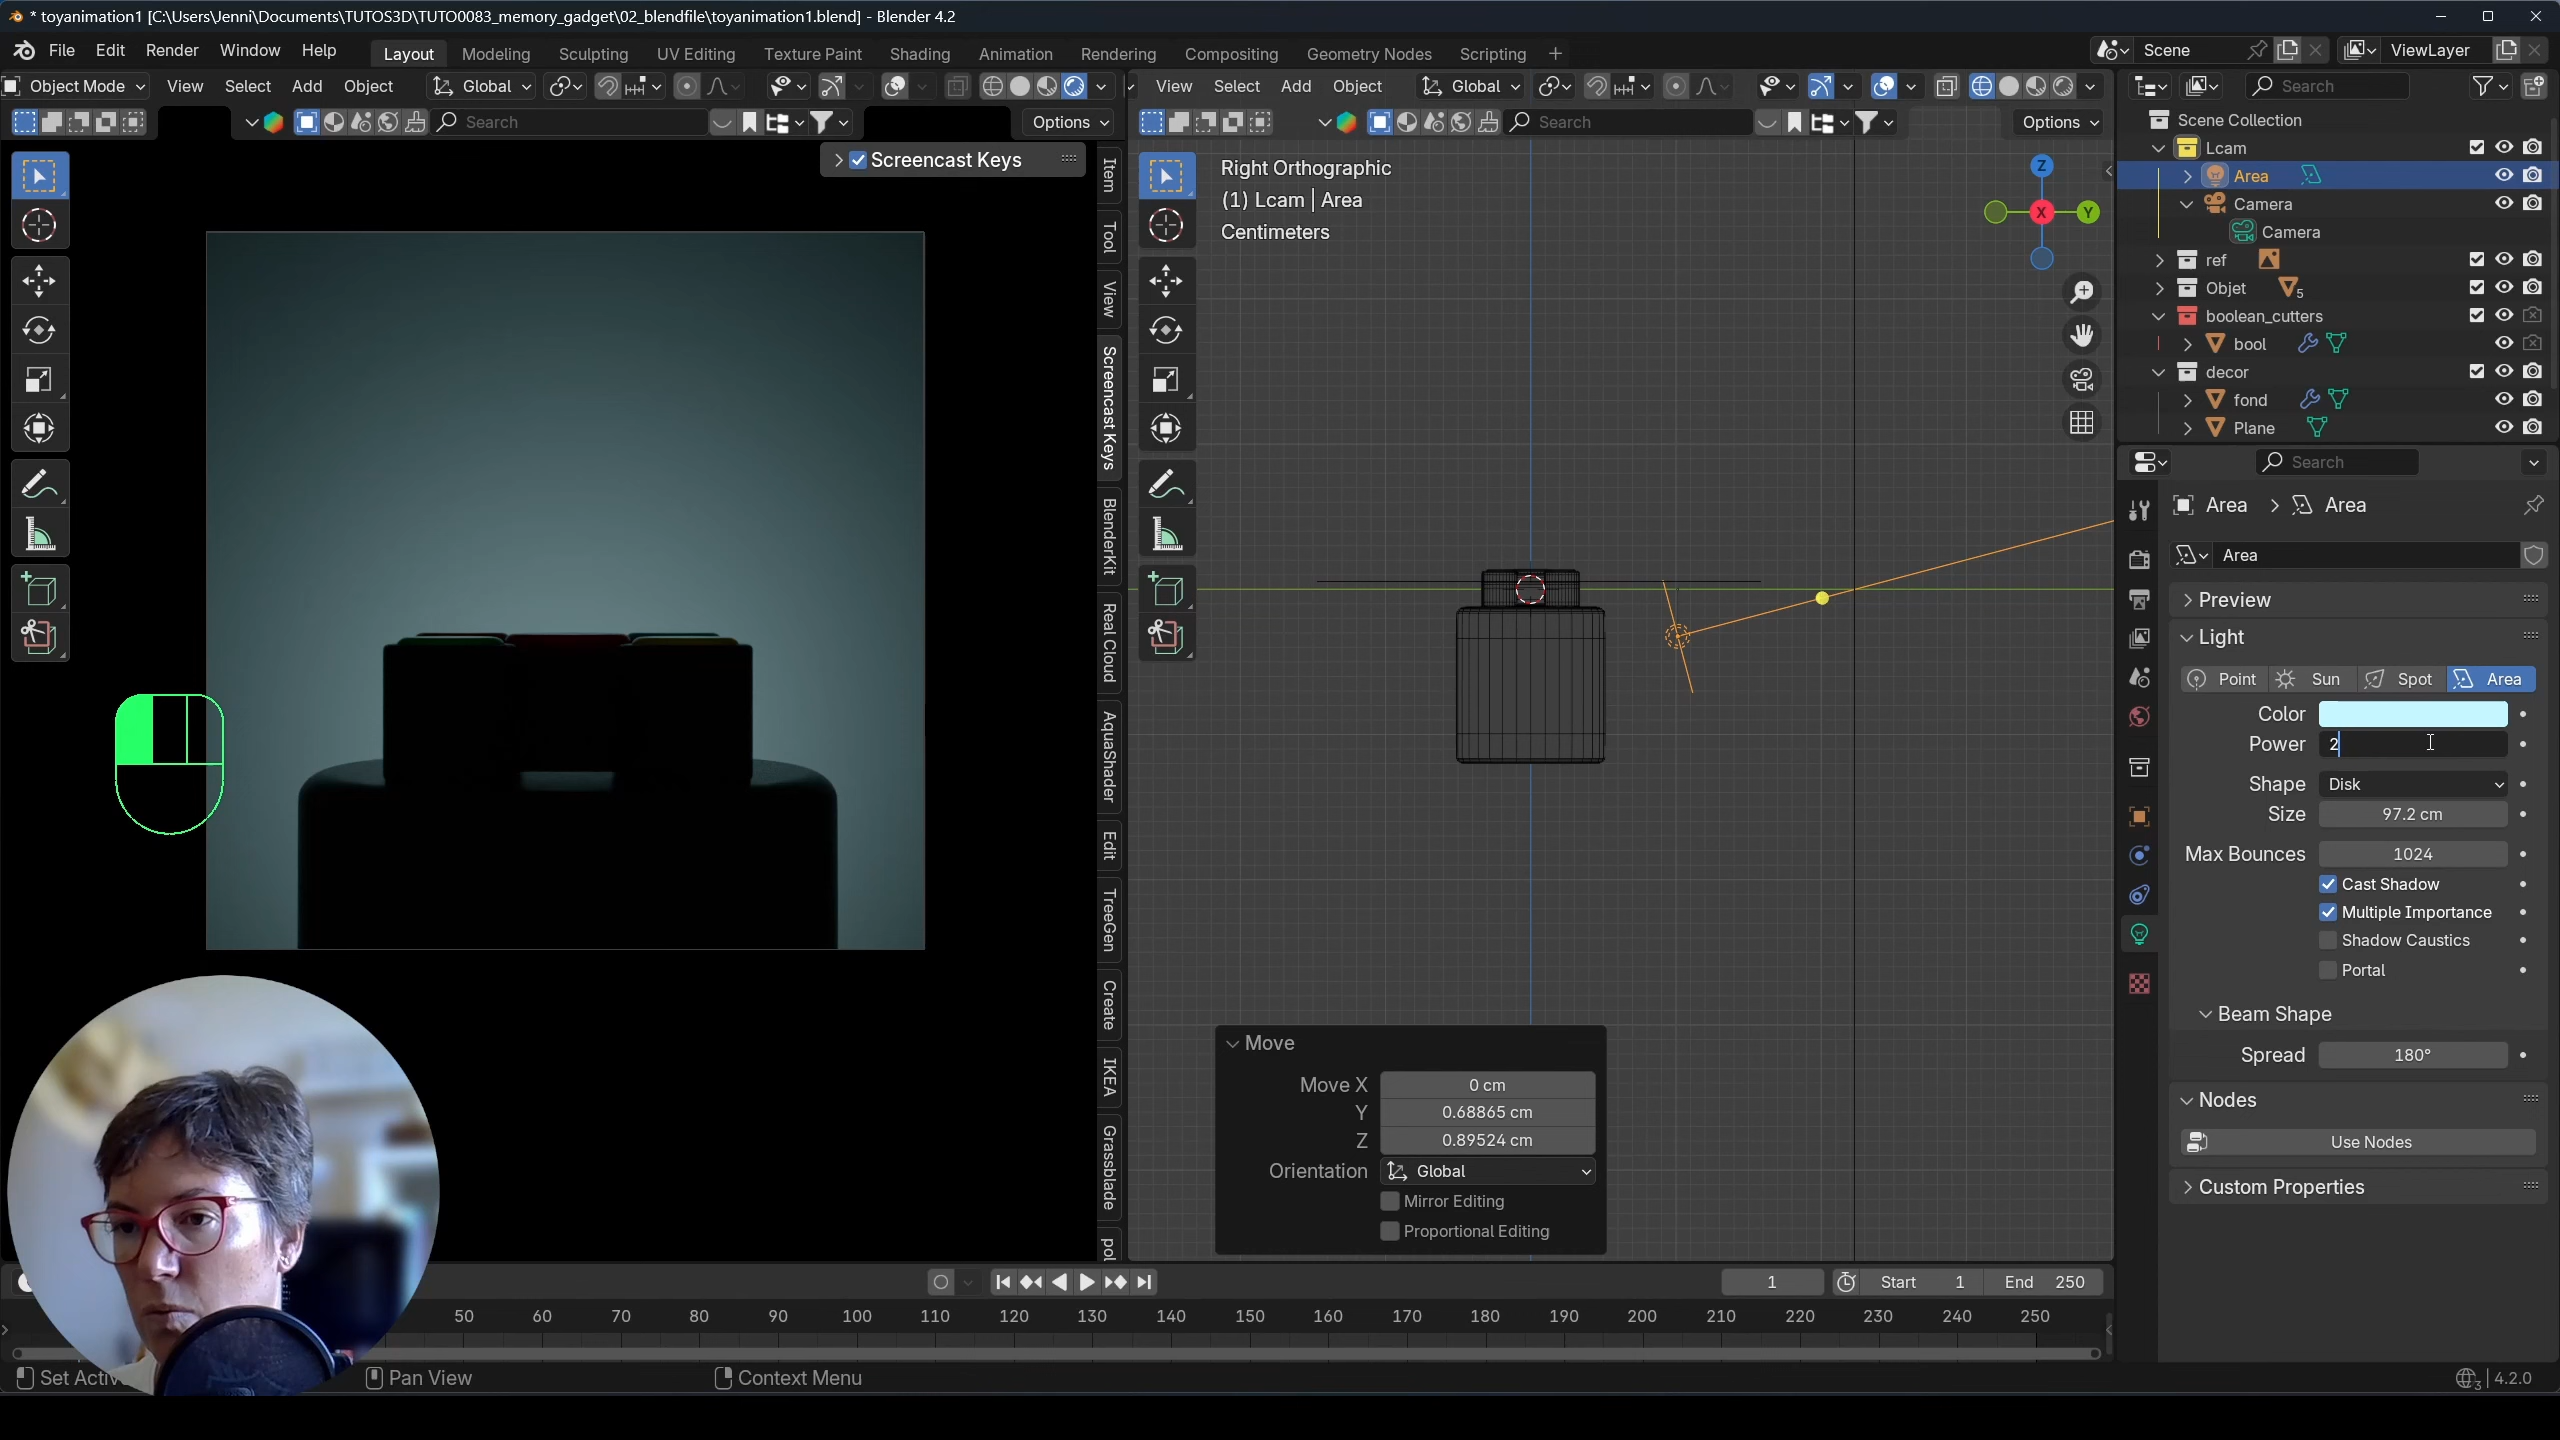 * toyanimation1 [C:\Users\Jenni\Documents\TUTOS3D\TUTO0083_memory_gadget\02_blendfile\toyanimation1.blend] - Blender 4.2
File Edit Render Window Help Layout Modeling Sculpting UV Editing Texture Paint Shading Animation Rendering Compositing Geometry Nodes Scripting + Scene ViewLayer
Object Mode View Select Add Object Global View Select Add Object Global Search
Search Options Search Options
Screencast Keys
Item
Tool
View
Screencast Keys
BlenderKit
Real Cloud
AquaShader
Edit
TreeGen
Create
IKEA
Grassblade
pol
Right Orthographic
(1) Lcam | Area
Centimeters
Z
X
Y
Scene Collection
Lcam
Area
Camera
Camera
ref
Objet 5
boolean_cutters
bool
decor
fond
Plane
Search
Area > Area
Area
Preview
Light
Point Sun Spot Area
Color
Power 2
Shape Disk
Size 97.2 cm
Max Bounces 1024
Cast Shadow
Multiple Importance
Shadow Caustics
Portal
Beam Shape
Spread 180°
Nodes
Use Nodes
Custom Properties
Move
Move X 0 cm
Y 0.68865 cm
Z 0.89524 cm
Orientation Global
Mirror Editing
Proportional Editing
1 Start 1 End 250
50 60 70 80 90 100 110 120 130 140 150 160 170 180 190 200 210 220 230 240 250
Set Activ Pan View Context Menu 3 4.2.0